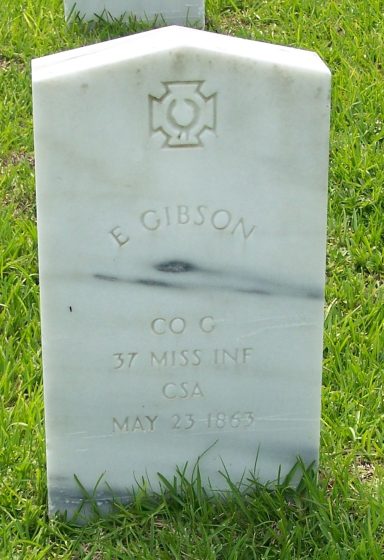 E GIBSON
CO G
37 MISS INF
CSA
MAY 23 1863